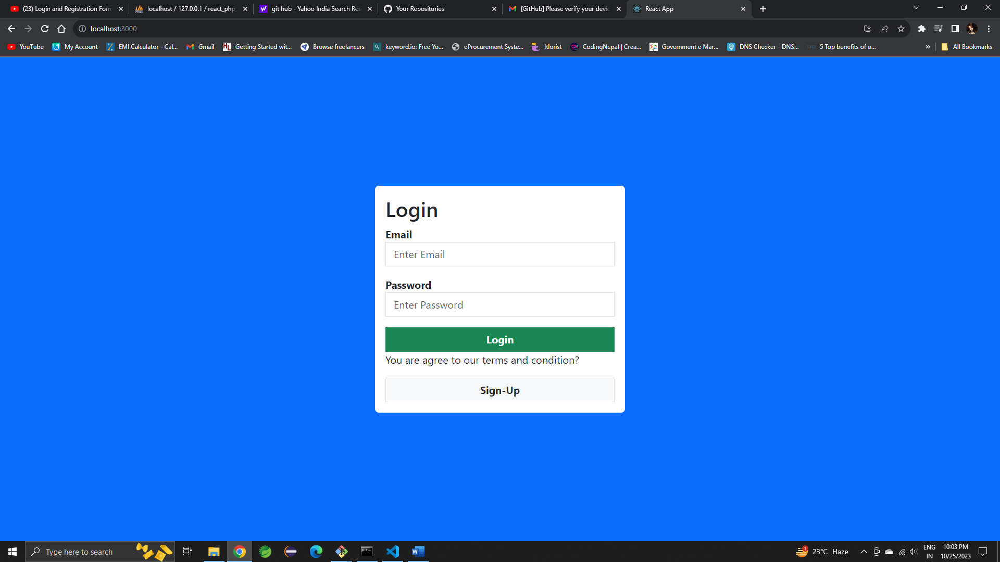 (23) Login and Registration Form
localhost / 127.0.0.1 / react_php_
git hub - Yahoo India Search Res
Your Repositories
[GitHub] Please verify your devic
React App
localhost:3000
YouTube
My Account
EMI Calculator - Cal...
Gmail
Getting Started wit...
Browse freelancers
keyword.io: Free Yo...
eProcurement Syste...
Itlorist
CodingNepal | Crea...
Government e Mar...
DNS Checker - DNS...
5 Top benefits of o...
»
All Bookmarks
Login
Email
Enter Email
Password
Enter Password
Login
You are agree to our terms and condition?
Sign-Up
Type here to search
1
23°C Haze
ENG
IN
10:03 PM
10/25/2023